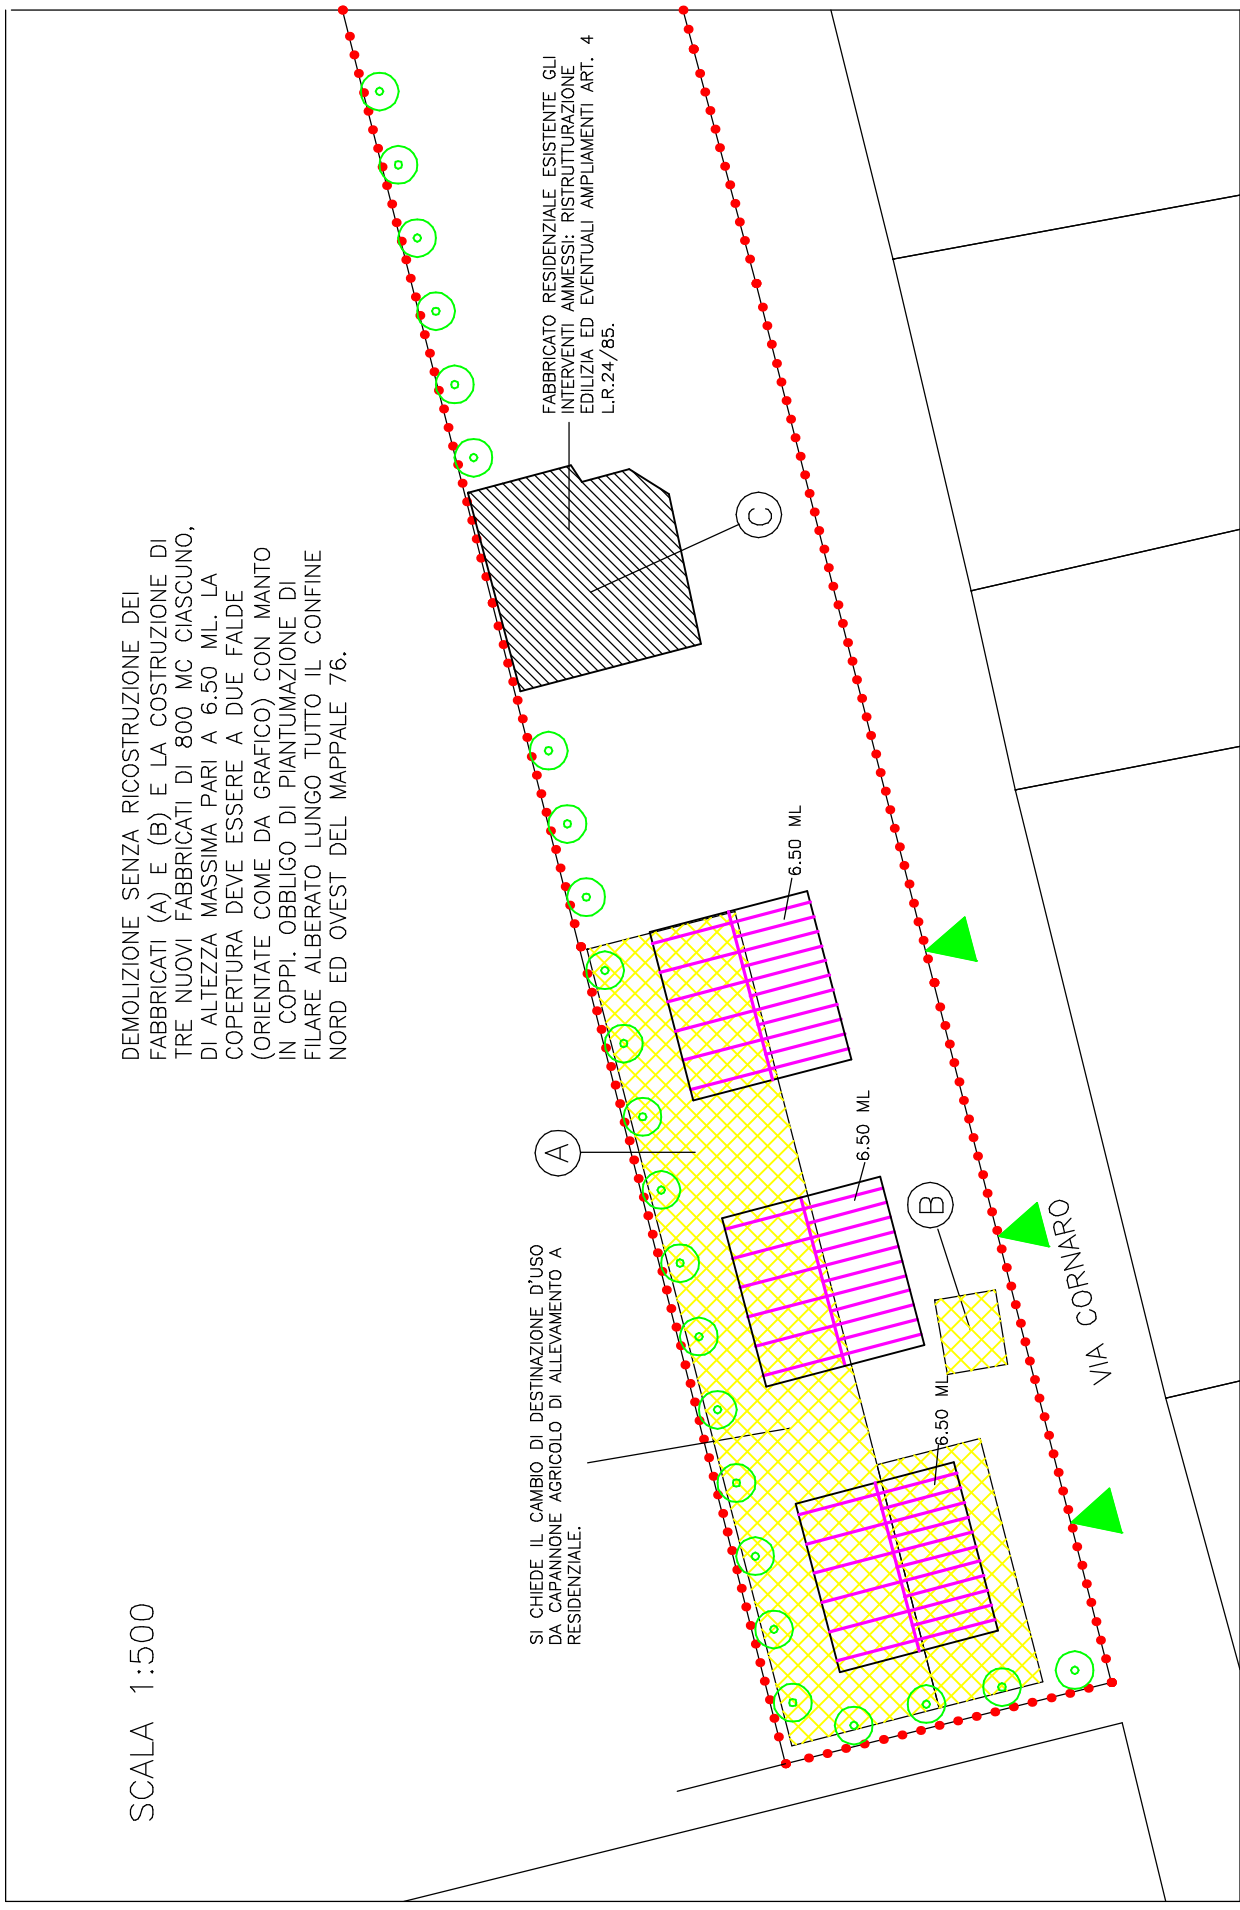 SCALA 1:500
DEMOLIZIONE SENZA RICOSTRUZIONE DEI
FABBRICATI (A) E (B) E LA COSTRUZIONE DI
TRE NUOVI FABBRICATI DI 800 MC CIASCUNO,
DI ALTEZZA MASSIMA PARI A 6.50 ML. LA
COPERTURA DEVE ESSERE A DUE FALDE
(ORIENTATE COME DA GRAFICO) CON MANTO
IN COPPI. OBBLIGO DI PIANTUMAZIONE DI
FILARE ALBERATO LUNGO TUTTO IL CONFINE
NORD ED OVEST DEL MAPPALE 76.
SI CHIEDE IL CAMBIO DI DESTINAZIONE D'USO
DA CAPANNONE AGRICOLO DI ALLEVAMENTO A
RESIDENZIALE.
A
FABBRICATO RESIDENZIALE ESISTENTE GLI
INTERVENTI AMMESSI: RISTRUTTURAZIONE
EDILIZIA ED EVENTUALI AMPLIAMENTI ART. 4
L.R.24/85.
C
6.50 ML
6.50 ML
B
6.50 ML
VIA CORNARO